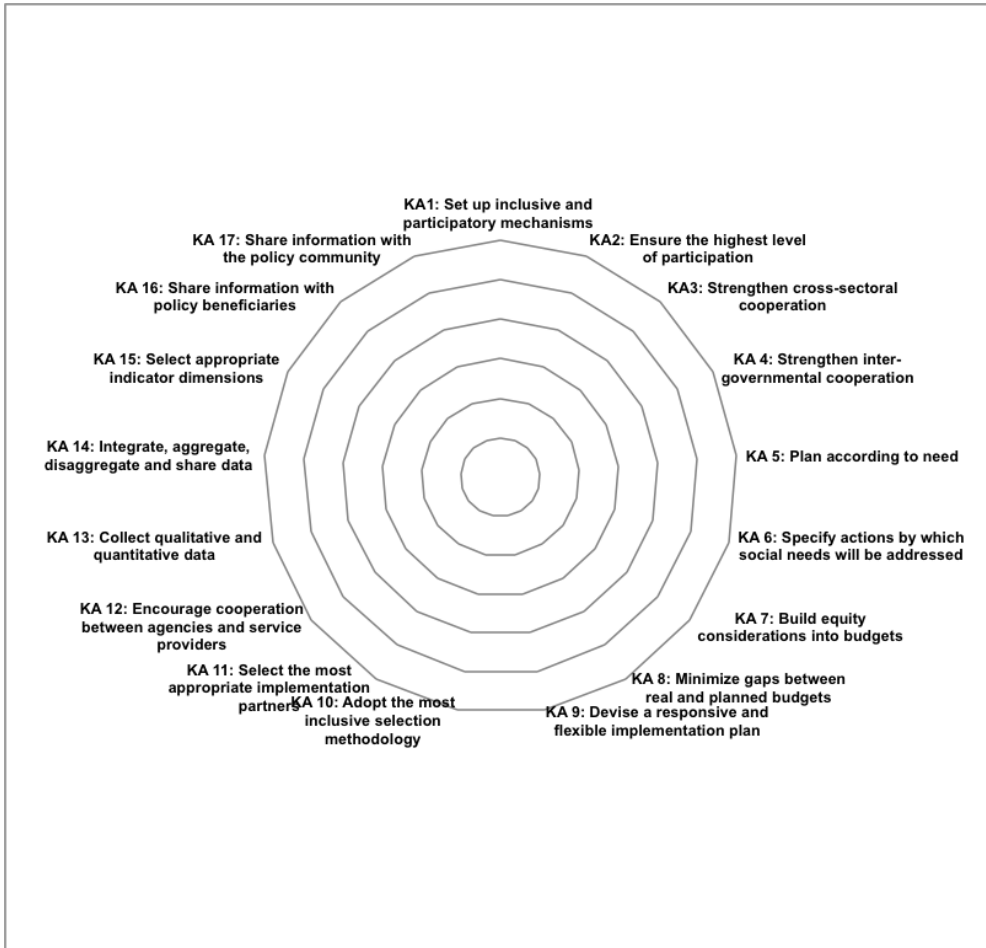 KA1: Set up inclusive and
participatory mechanisms
KA2: Ensure the highest level
of participation
KA3: Strengthen cross-sectoral
cooperation
KA 4: Strengthen inter-
governmental cooperation
KA 5: Plan according to need
KA 6: Specify actions by which
social needs will be addressed
KA 7: Build equity
considerations into budgets
KA 8: Minimize gaps between
real and planned budgets
KA 9: Devise a responsive and
flexible implementation plan
KA 10: Adopt the most
inclusive selection
methodology
KA 11: Select the most
appropriate implementation
partners
KA 12: Encourage cooperation
between agencies and service
providers
KA 13: Collect qualitative and
quantitative data
KA 14: Integrate, aggregate,
disaggregate and share data
KA 15: Select appropriate
indicator dimensions
KA 16: Share information with
policy beneficiaries
KA 17: Share information with
the policy community